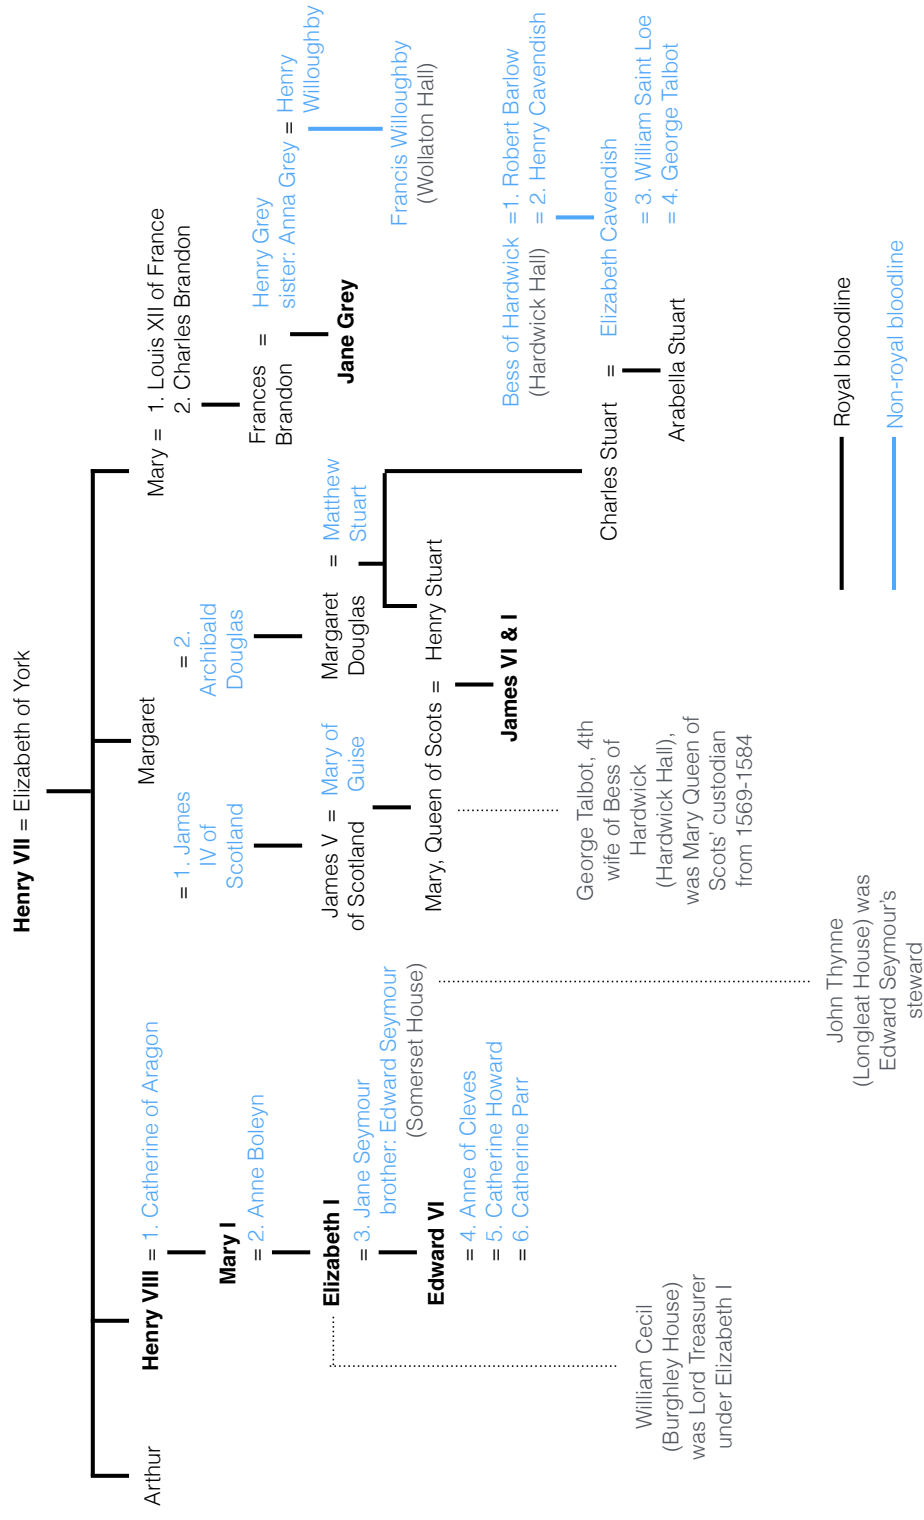 Henry VII = Elizabeth of York
Arthur
Henry VIII = 1. Catherine of Aragon
Mary I
= 2. Anne Boleyn
Elizabeth I
= 3. Jane Seymour
brother: Edward Seymour
(Somerset House)
Edward VI
= 4. Anne of Cleves
= 5. Catherine Howard
= 6. Catherine Parr
William Cecil
(Burghley House)
was Lord Treasurer
under Elizabeth I
John Thynne
(Longleat House) was
Edward Seymour's
steward
Margaret
= 1. James
IV of
Scotland
= 2.
Archibald
Douglas
James V = Mary of
of Scotland Guise
Margaret = Matthew
Douglas Stuart
Mary, Queen of Scots = Henry Stuart
James VI & I
George Talbot, 4th
wife of Bess of
Hardwick
(Hardwick Hall),
was Mary Queen of
Scots' custodian
from 1569-1584
Mary = 1. Louis XII of France
2. Charles Brandon
Frances = Henry Grey
Brandon sister: Anna Grey = Henry
Willoughby
Jane Grey
Francis Willoughby
(Wollaton Hall)
Bess of Hardwick =1. Robert Barlow
(Hardwick Hall) = 2. Henry Cavendish
Charles Stuart = Elizabeth Cavendish
= 3. William Saint Loe
= 4. George Talbot
Arabella Stuart
Royal bloodline
Non-royal bloodline